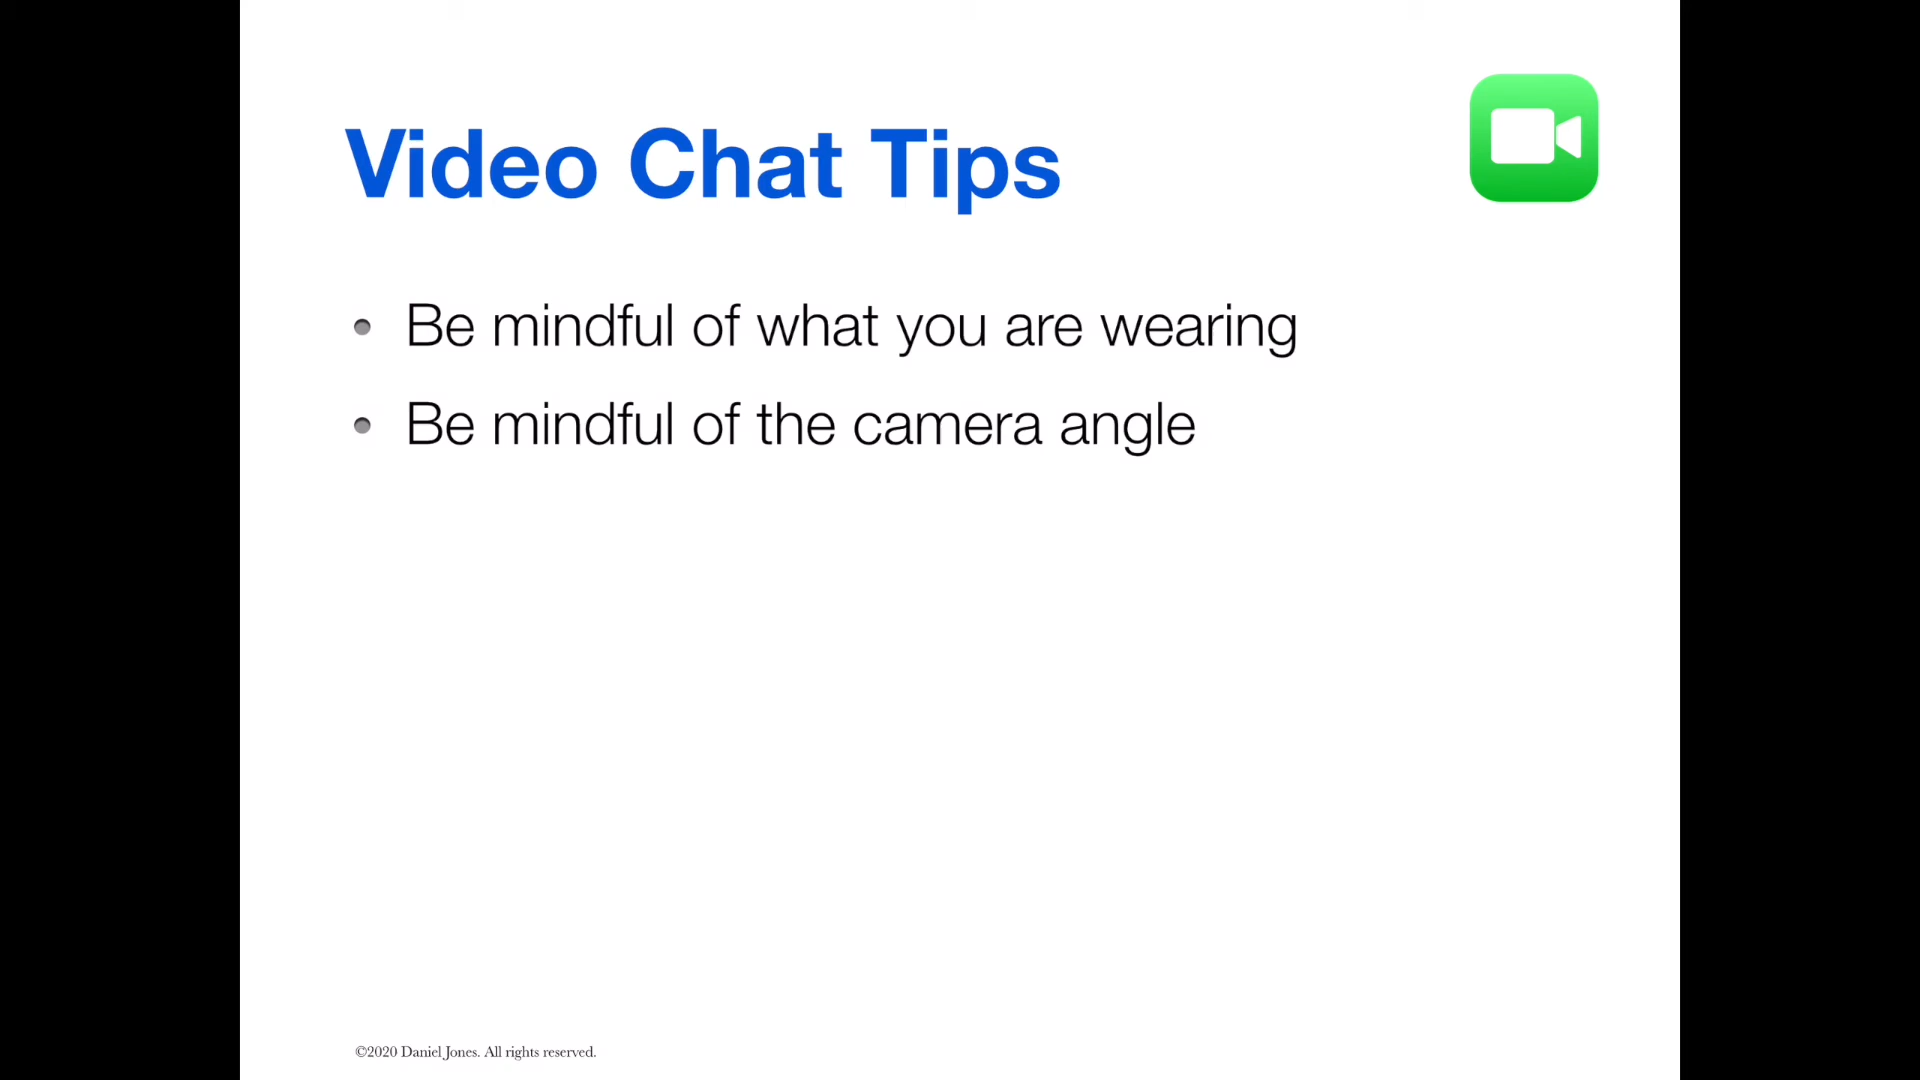 Video Chat Tips
• Be mindful of what you are wearing
• Be mindful of the camera angle
©2020 Daniel Jones. All rights reserved.